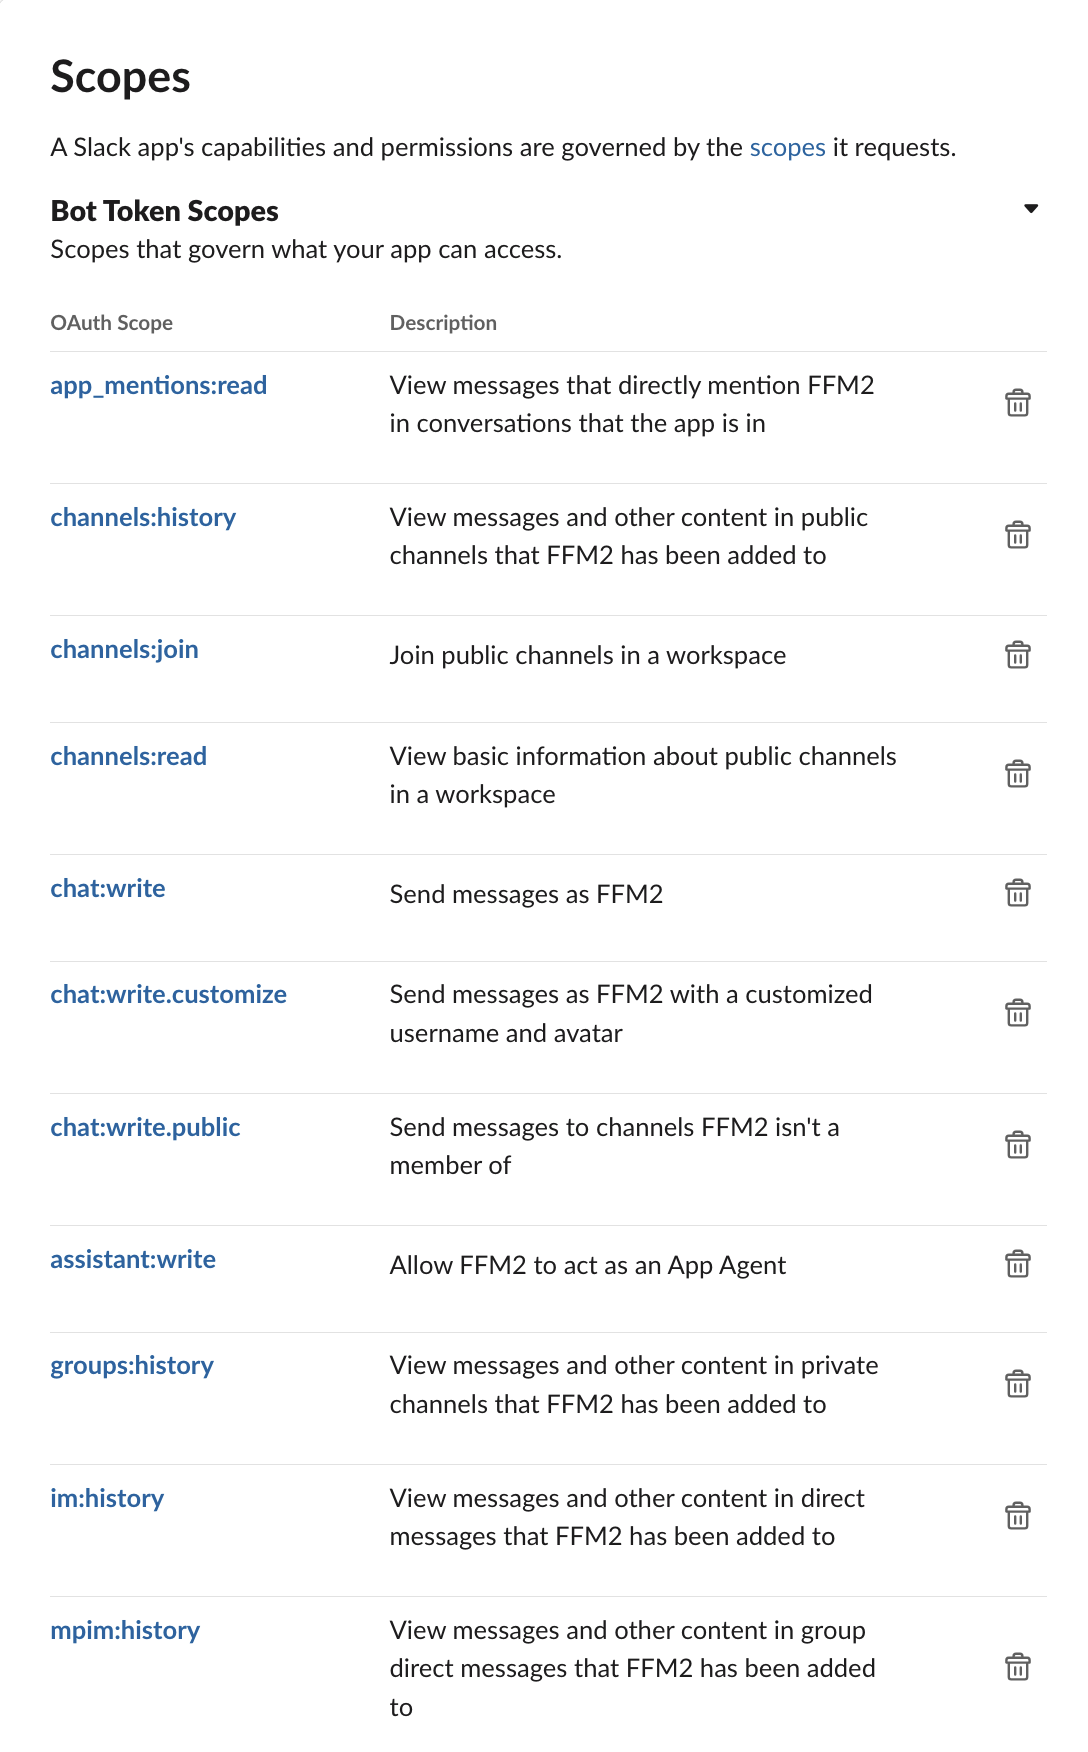 Scopes
A Slack app's capabilities and permissions are governed by the scopes it requests.
Bot Token Scopes
Scopes that govern what your app can access.
OAuth Scope Description
app_mentions:read View messages that directly mention FFM2
in conversations that the app is in
channels:history View messages and other content in public
channels that FFM2 has been added to
channels:join Join public channels in a workspace
channels:read View basic information about public channels
in a workspace
chat:write Send messages as FFM2
chat:write.customize Send messages as FFM2 with a customized
username and avatar
chat:write.public Send messages to channels FFM2 isn't a
member of
assistant:write Allow FFM2 to act as an App Agent
groups:history View messages and other content in private
channels that FFM2 has been added to
im:history View messages and other content in direct
messages that FFM2 has been added to
mpim:history View messages and other content in group
direct messages that FFM2 has been added
to